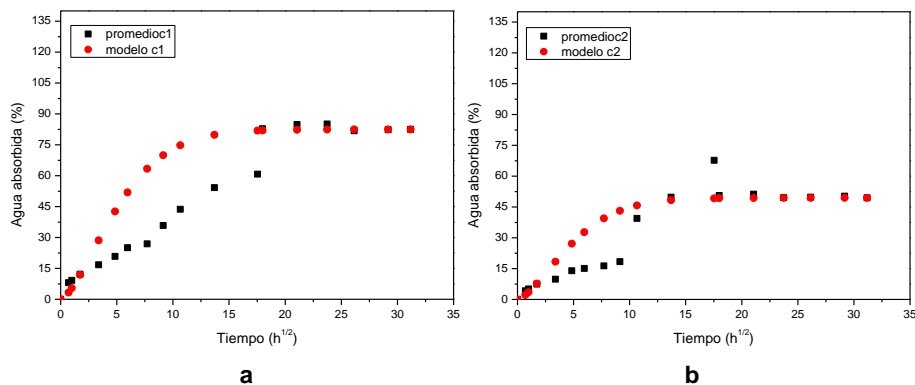 135
120
105
90
75
60
45
30
15
0
Agua absorbida (%)
promedioc1
modelo c1
0 5 10 15 20 25 30 35
Tiempo (h^1/2)
a
135
120
105
90
75
60
45
30
15
0
Agua absorbida (%)
promedioc2
modelo c2
0 5 10 15 20 25 30 35
Tiempo (h^1/2)
b